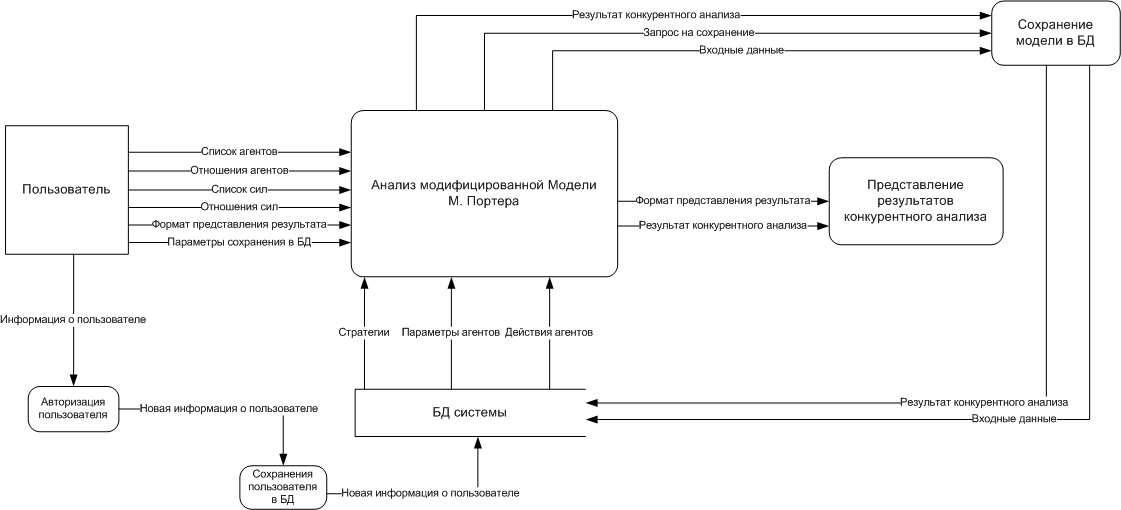 Результат конкурентного анализа
Запрос на сохранение
Входные данные
Сохранение
модели в БД
Пользователь
Список агентов
Отношения агентов
Список сил
Отношения сил
Формат представления результата
Параметры сохранения в БД
Анализ модифицированной Модели
М. Портера
Формат представления результата
Результат конкурентного анализа
Представление
результатов
конкурентного анализа
Информация о пользователе
Стратегии
Параметры агентов
Действия агентов
Авторизация
пользователя
Новая информация о пользователе
БД системы
Результат конкурентного анализа
Входные данные
Сохранения
пользователя
в БД
Новая информация о пользователе